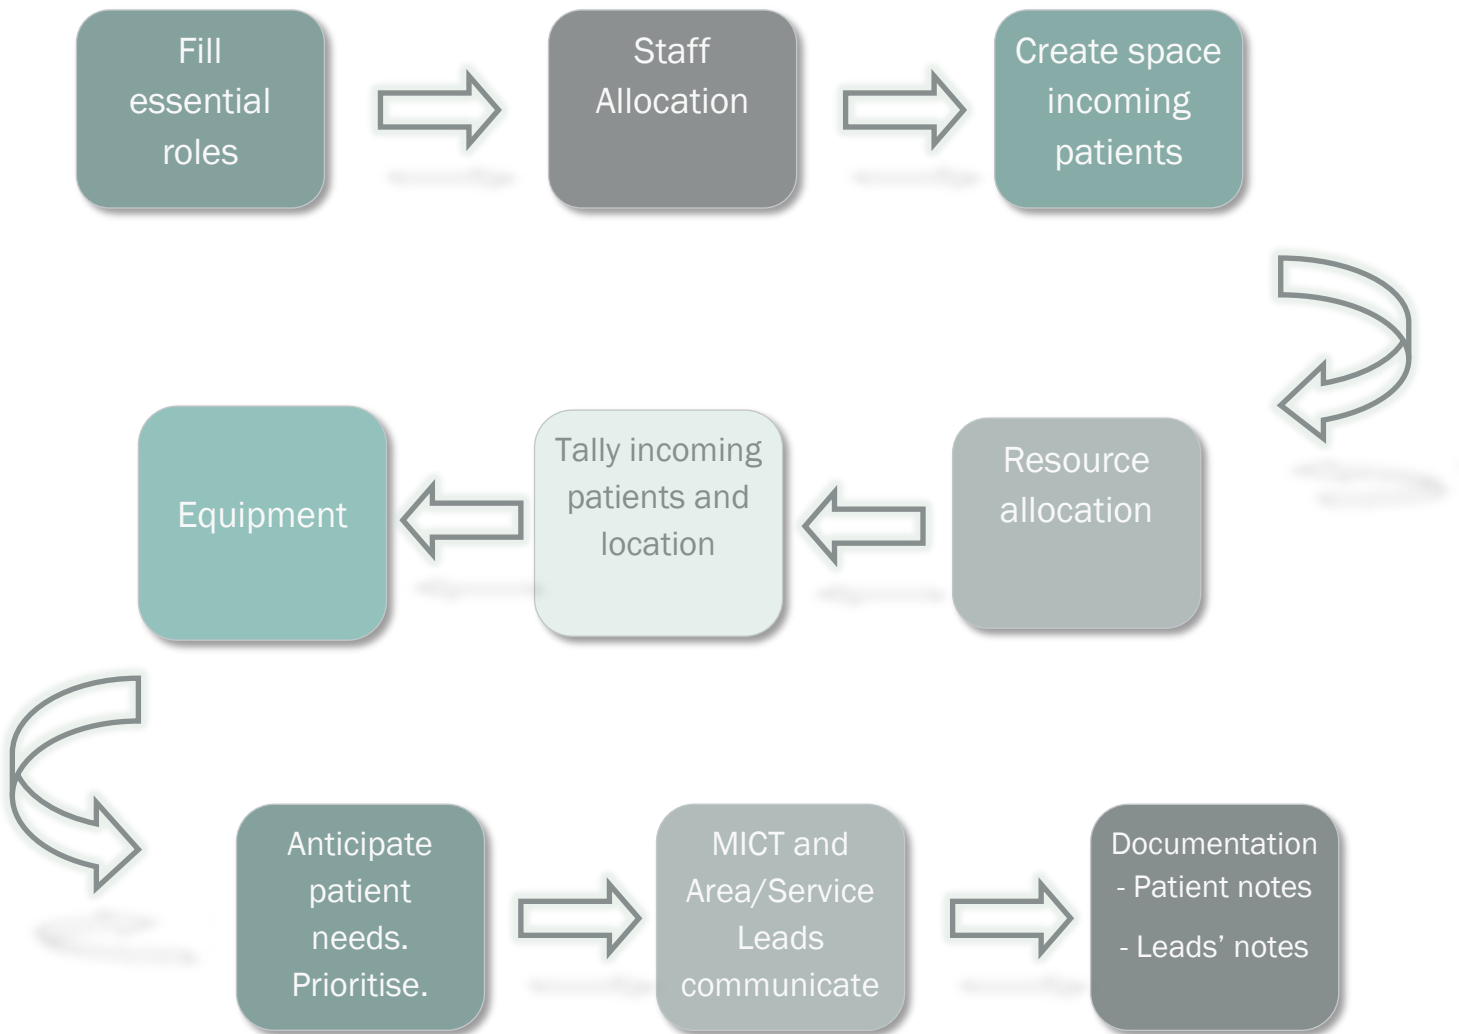 Fill
essential
roles
Staff
Allocation
Create space
incoming
patients
Resource
allocation
Tally incoming
patients and
location
Equipment
Anticipate
patient
needs.
Prioritise.
MICT and
Area/Service
Leads
communicate
Documentation
- Patient notes
- Leads’ notes